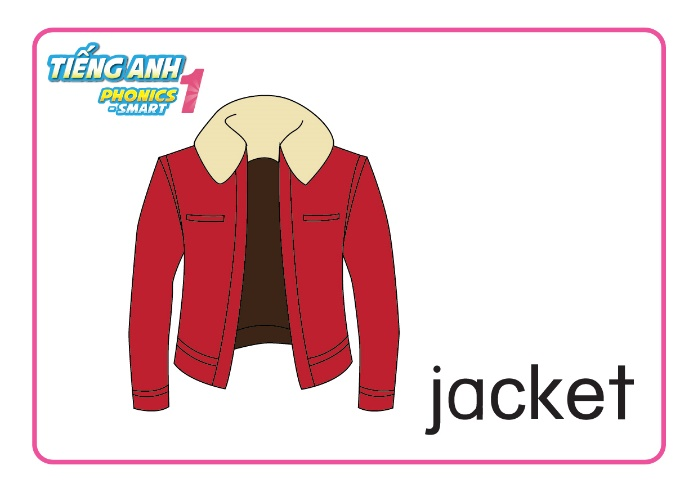 TIẾNG ANH
PHONICS 1
-SMART
jacket